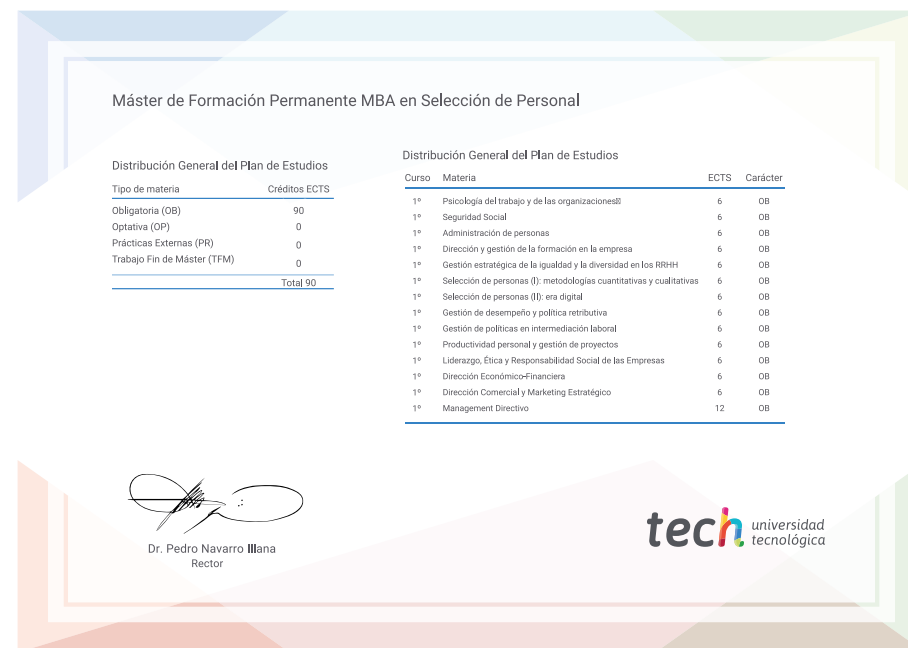 Máster de Formación Permanente MBA en Selección de Personal
Distribución General del Plan de Estudios
Tipo de materia Créditos ECTS
Obligatoria (OB) 90
Optativa (OP) 0
Prácticas Externas (PR) 0
Trabajo Fin de Máster (TFM) 0
Total 90
Distribución General del Plan de Estudios
Curso Materia ECTS Carácter
1º Psicología del trabajo y de las organizaciones 6 OB
1º Seguridad Social 6 OB
1º Administración de personas 6 OB
1º Dirección y gestión de la formación en la empresa 6 OB
1º Gestión estratégica de la igualdad y la diversidad en los RRHH 6 OB
1º Selección de personas (I): metodologías cuantitativas y cualitativas 6 OB
1º Selección de personas (II): era digital 6 OB
1º Gestión de desempeño y política retributiva 6 OB
1º Gestión de políticas en intermediación laboral 6 OB
1º Productividad personal y gestión de proyectos 6 OB
1º Liderazgo, Ética y Responsabilidad Social de las Empresas 6 OB
1º Dirección Económico-Financiera 6 OB
1º Dirección Comercial y Marketing Estratégico 6 OB
1º Management Directivo 12 OB
Dr. Pedro Navarro Illana
Rector
tech universidad
tecnológica